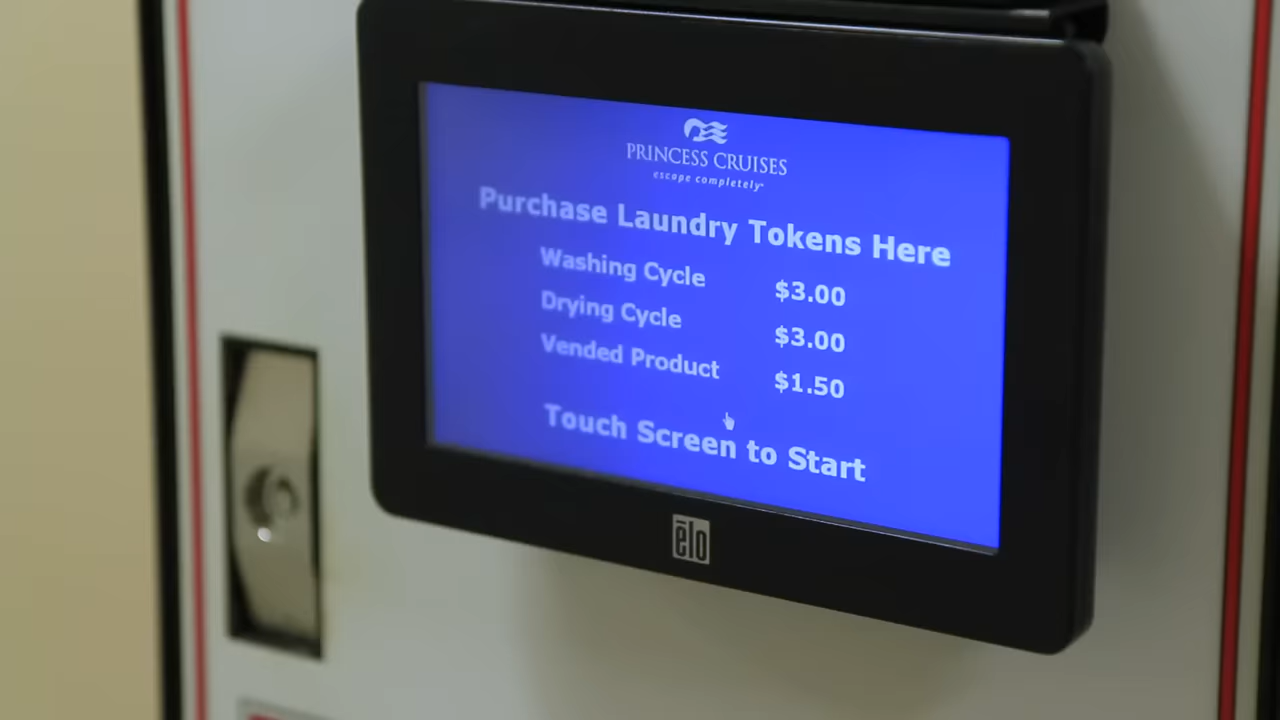 PRINCESS CRUISES
escape completely
Purchase Laundry Tokens Here
Washing Cycle $3.00
Drying Cycle $3.00
Vended Product $1.50
Touch Screen to Start
elo